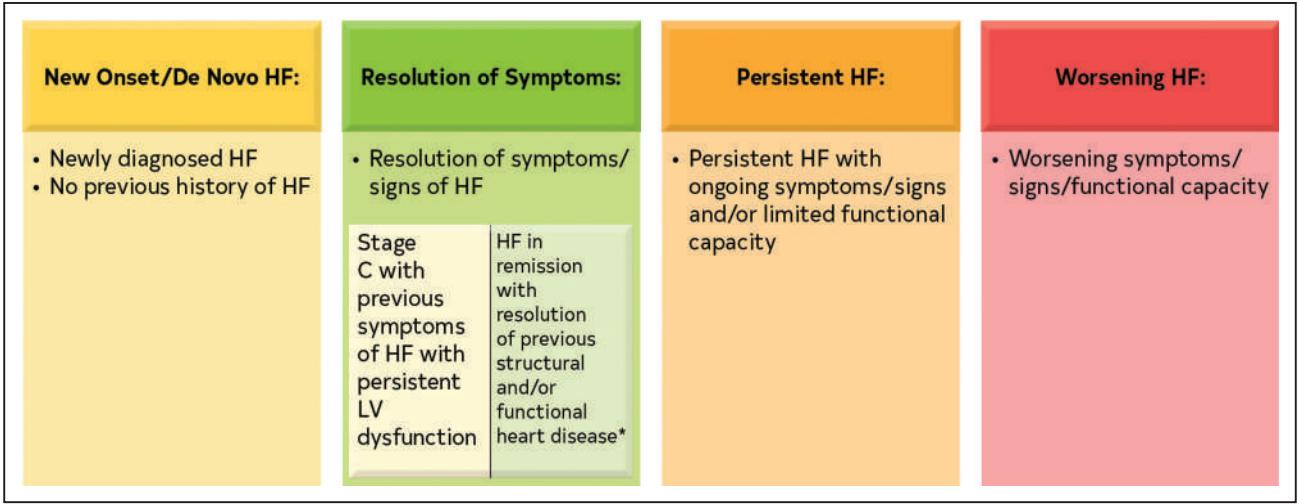 New Onset/De Novo HF:
• Newly diagnosed HF
• No previous history of HF
Resolution of Symptoms:
• Resolution of symptoms/
signs of HF
Stage
C with
previous
symptoms
of HF with
persistent
LV
dysfunction
HF in
remission
with
resolution
of previous
structural
and/or
functional
heart disease*
Persistent HF:
• Persistent HF with
ongoing symptoms/signs
and/or limited functional
capacity
Worsening HF:
• Worsening symptoms/
signs/functional capacity